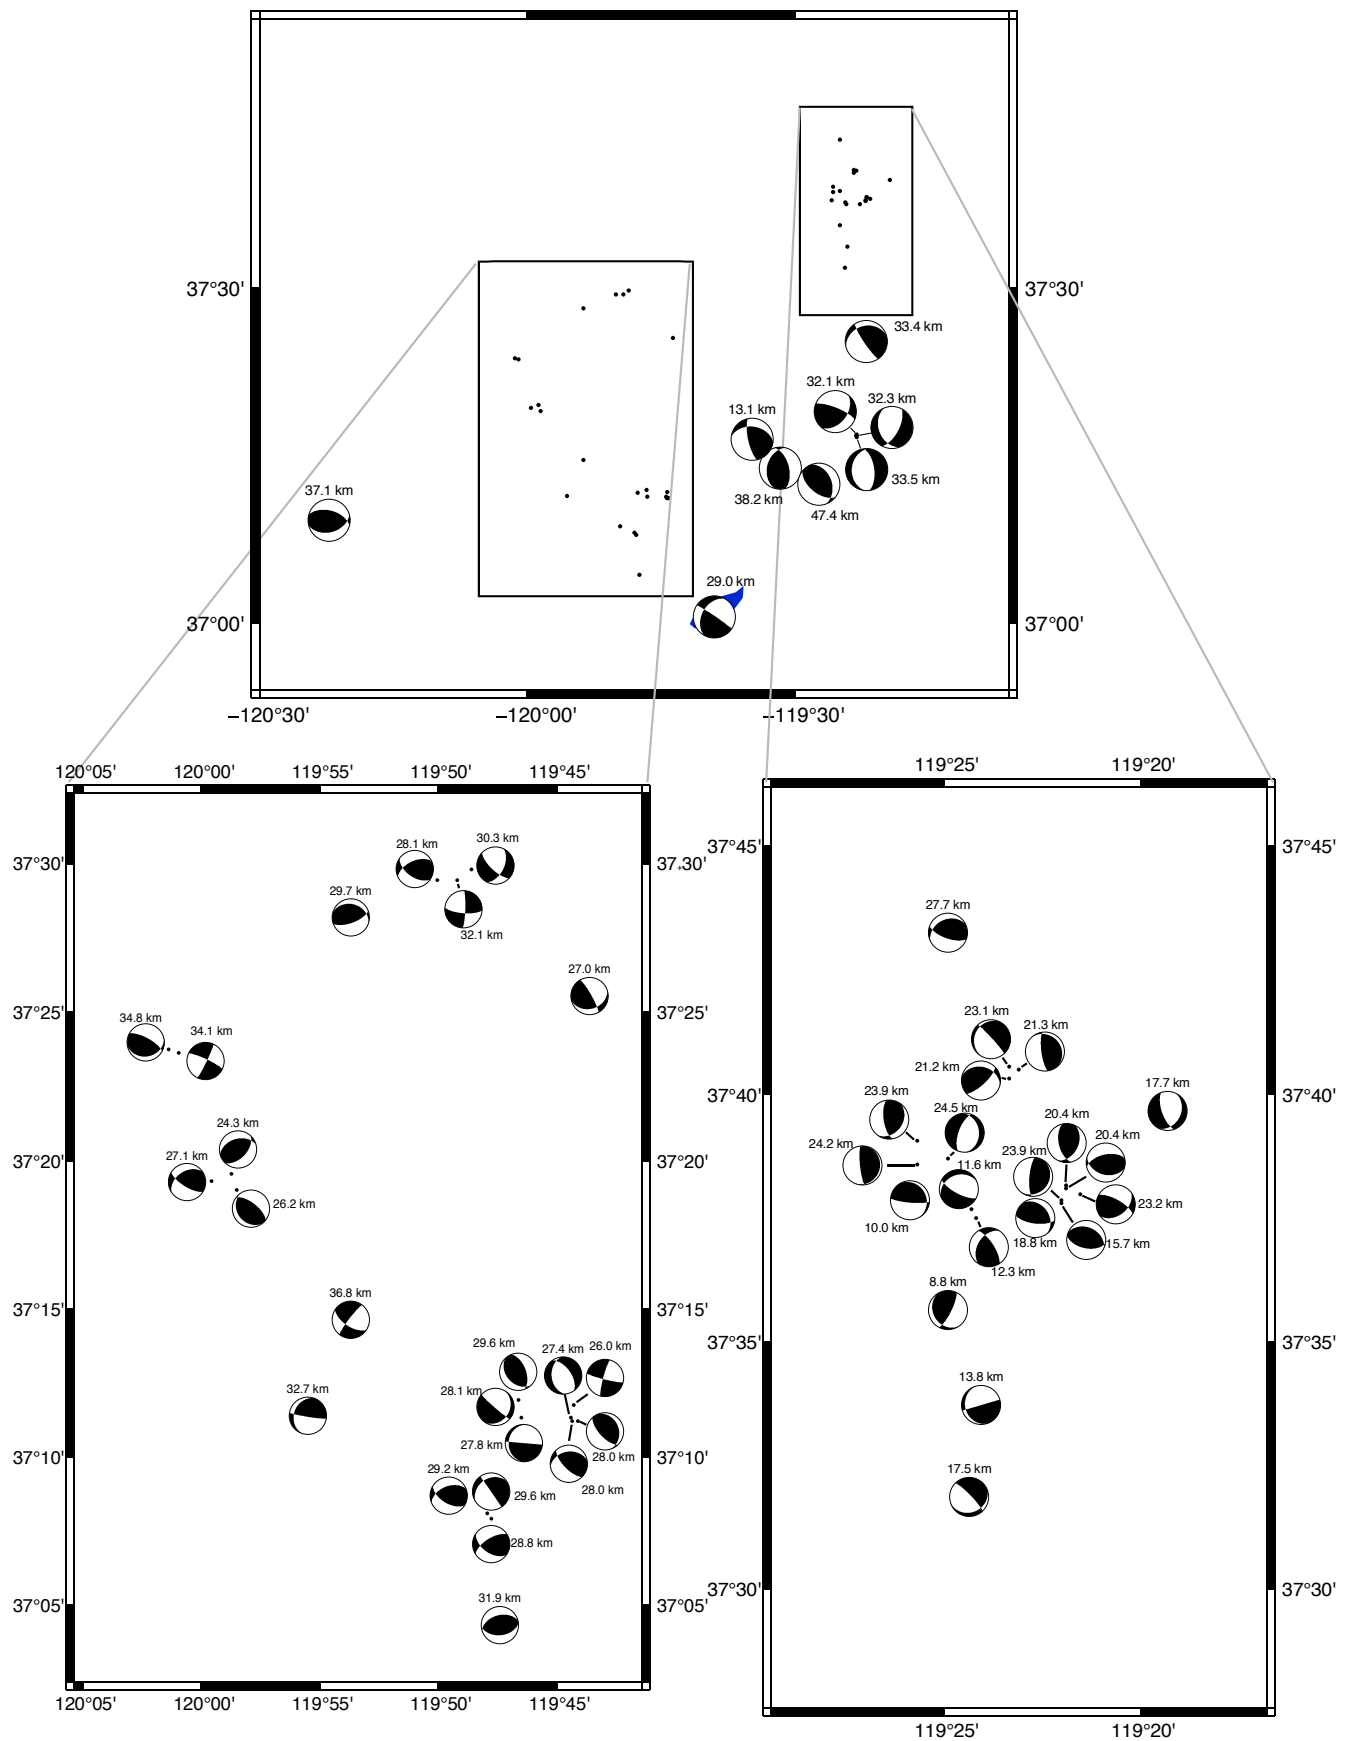 37°30'
37°30'
33.4 km
32.1 km
32.3 km
13.1 km
33.5 km
37.1 km
38.2 km
47.4 km
29.0 km
37°00'
37°00'
−120°30'
−120°00'
−119°30'
120°05'
120°00'
119°55'
119°50'
119°45'
37°30'
37°30'
28.1 km
30.3 km
29.7 km
32.1 km
27.0 km
37°25'
37°25'
34.8 km
34.1 km
24.3 km
27.1 km
37°20'
37°20'
26.2 km
36.8 km
37°15'
37°15'
29.6 km
27.4 km
26.0 km
32.7 km
28.1 km
27.8 km
28.0 km
37°10'
37°10'
29.2 km
28.0 km
29.6 km
28.8 km
31.9 km
37°05'
37°05'
120°05'
120°00'
119°55'
119°50'
119°45'
119°25'
119°20'
37°45'
37°45'
27.7 km
23.1 km
21.3 km
21.2 km
17.7 km
37°40'
37°40'
23.9 km
24.5 km
20.4 km
20.4 km
24.2 km
23.9 km
11.6 km
10.0 km
23.2 km
18.8 km
15.7 km
12.3 km
8.8 km
37°35'
37°35'
13.8 km
17.5 km
37°30'
37°30'
119°25'
119°20'